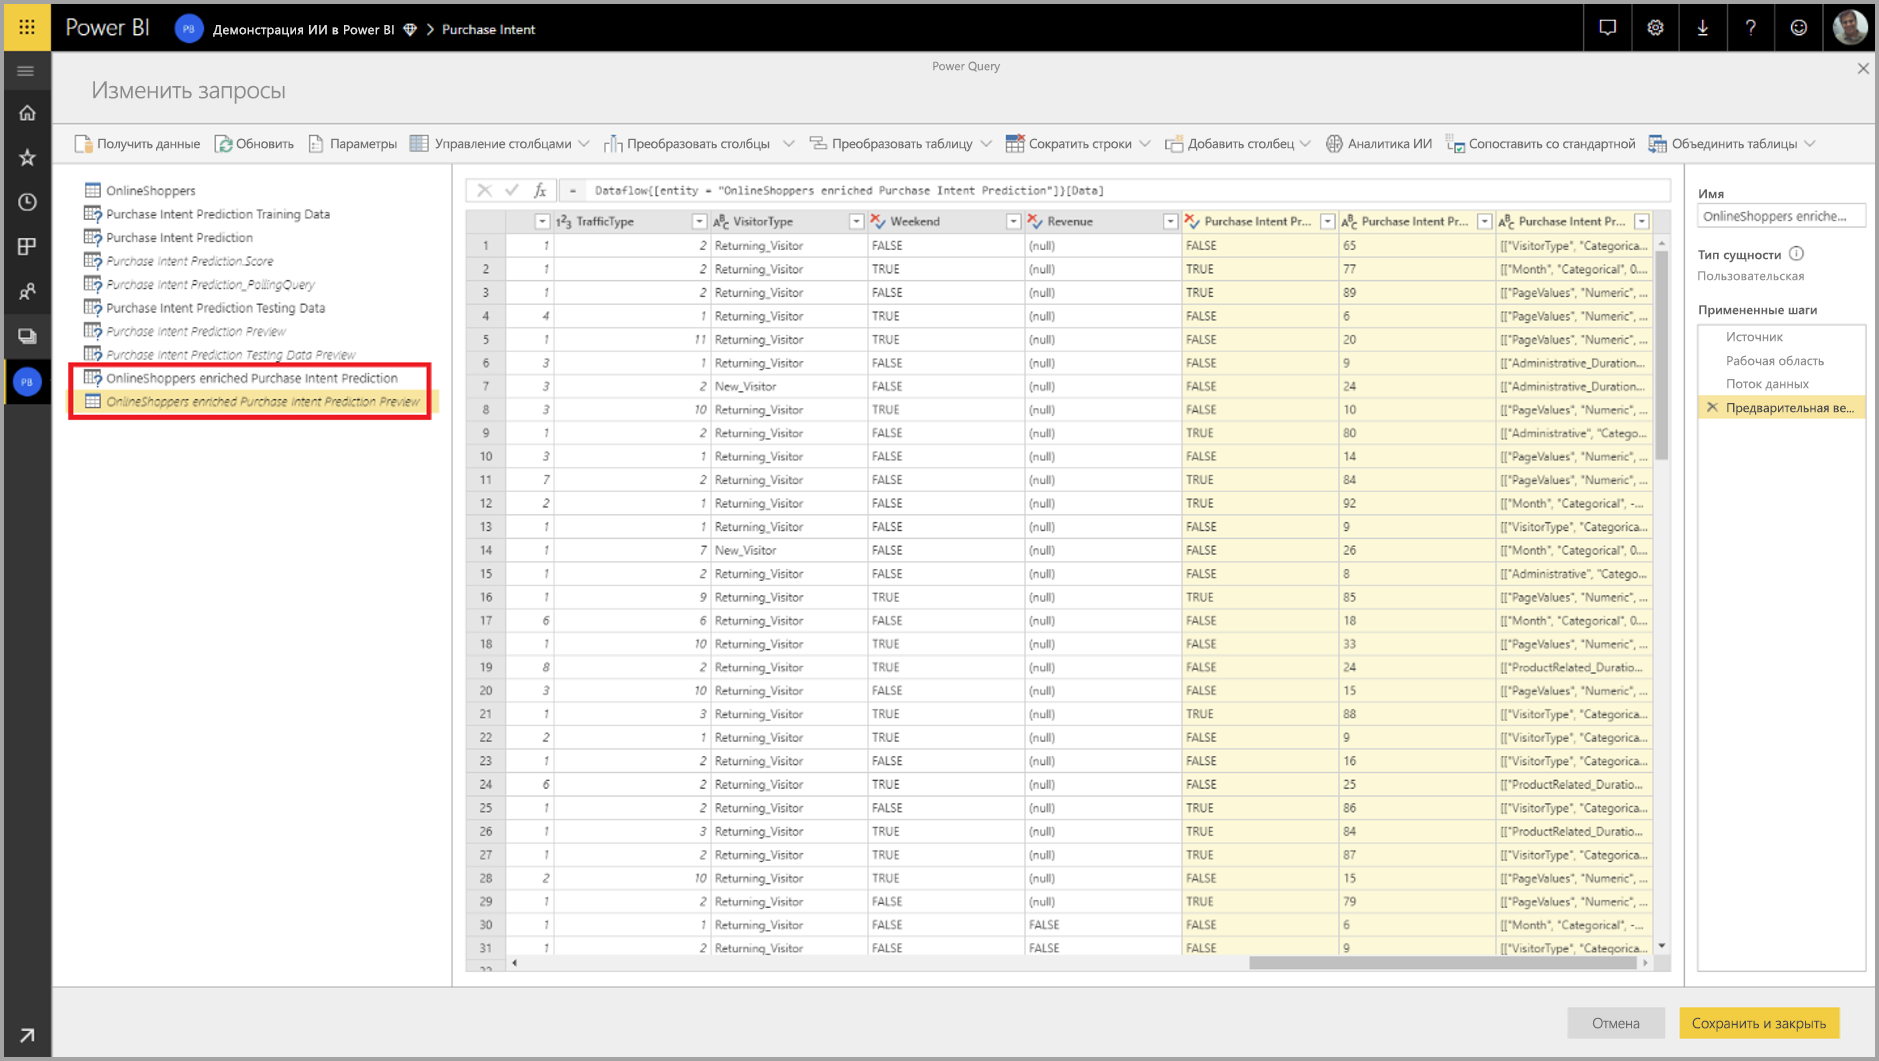 Power BI PB Демонстрация ИИ в Power BI > Purchase Intent
Power Query
Изменить запросы
Получить данные Обновить Параметры Управление столбцами Преобразовать столбцы Преобразовать таблицу Сократить строки Добавить столбец Аналитика ИИ Сопоставить со стандартной Объединить таблицы
OnlineShoppers
Purchase Intent Prediction Training Data
Purchase Intent Prediction
Purchase Intent Prediction.Score
Purchase Intent Prediction_PollingQuery
Purchase Intent Prediction Testing Data
Purchase Intent Prediction Preview
Purchase Intent Prediction Testing Data Preview
OnlineShoppers enriched Purchase Intent Prediction
OnlineShoppers enriched Purchase Intent Prediction Preview
PB
fx = Dataflow{[entity = "OnlineShoppers enriched Purchase Intent Prediction"]}[Data]
1²3 TrafficType ABC VisitorType Weekend Revenue Purchase Intent Pr... ABC Purchase Intent Pr... ABC Purchase Intent Pr...
1 1 2 Returning_Visitor FALSE (null) FALSE 65 [["VisitorType", "Categorica...
2 1 2 Returning_Visitor TRUE (null) TRUE 77 [["Month", "Categorical", 0....
3 1 2 Returning_Visitor FALSE (null) TRUE 89 [["PageValues", "Numeric", ...
4 4 1 Returning_Visitor TRUE (null) FALSE 6 [["PageValues", "Numeric", ...
5 1 11 Returning_Visitor TRUE (null) FALSE 20 [["PageValues", "Numeric", ...
6 3 1 Returning_Visitor FALSE (null) FALSE 9 [["Administrative_Duration...
7 3 2 New_Visitor FALSE (null) FALSE 24 [["Administrative_Duration...
8 3 10 Returning_Visitor TRUE (null) FALSE 10 [["PageValues", "Numeric", ...
9 1 2 Returning_Visitor FALSE (null) TRUE 80 [["Administrative", "Catego...
10 3 1 Returning_Visitor FALSE (null) FALSE 14 [["PageValues", "Numeric", ...
11 7 2 Returning_Visitor FALSE (null) TRUE 84 [["PageValues", "Numeric", ...
12 2 1 Returning_Visitor FALSE (null) TRUE 92 [["Month", "Categorical", -...
13 1 1 Returning_Visitor FALSE (null) FALSE 9 [["VisitorType", "Categorica...
14 1 7 New_Visitor FALSE (null) FALSE 26 [["Month", "Categorical", 0....
15 1 2 Returning_Visitor FALSE (null) FALSE 8 [["Administrative", "Catego...
16 1 9 Returning_Visitor TRUE (null) TRUE 85 [["PageValues", "Numeric", ...
17 6 6 Returning_Visitor FALSE (null) FALSE 18 [["Month", "Categorical", 0....
18 1 10 Returning_Visitor TRUE (null) FALSE 33 [["PageValues", "Numeric", ...
19 8 2 Returning_Visitor TRUE (null) FALSE 24 [["ProductRelated_Duratio...
20 3 10 Returning_Visitor FALSE (null) FALSE 15 [["PageValues", "Numeric", ...
21 1 3 Returning_Visitor TRUE (null) TRUE 88 [["VisitorType", "Categorica...
22 2 1 Returning_Visitor TRUE (null) FALSE 9 [["VisitorType", "Categorica...
23 1 2 Returning_Visitor FALSE (null) FALSE 16 [["VisitorType", "Categorica...
24 6 2 Returning_Visitor TRUE (null) FALSE 25 [["ProductRelated_Duratio...
25 1 2 Returning_Visitor FALSE (null) TRUE 86 [["VisitorType", "Categorica...
26 1 3 Returning_Visitor TRUE (null) TRUE 84 [["ProductRelated_Duratio...
27 1 2 Returning_Visitor TRUE (null) TRUE 87 [["VisitorType", "Categorica...
28 2 10 Returning_Visitor TRUE (null) FALSE 15 [["PageValues", "Numeric", ...
29 1 2 Returning_Visitor FALSE (null) TRUE 79 [["PageValues", "Numeric", ...
30 1 1 Returning_Visitor FALSE FALSE FALSE 6 [["Month", "Categorical", -...
31 1 2 Returning_Visitor FALSE FALSE FALSE 9 [["VisitorType", "Categorica...
Имя
OnlineShoppers enriche...
Тип сущности
Пользовательская
Примененные шаги
Источник
Рабочая область
Поток данных
Предварительная ве...
Отмена Сохранить и закрыть